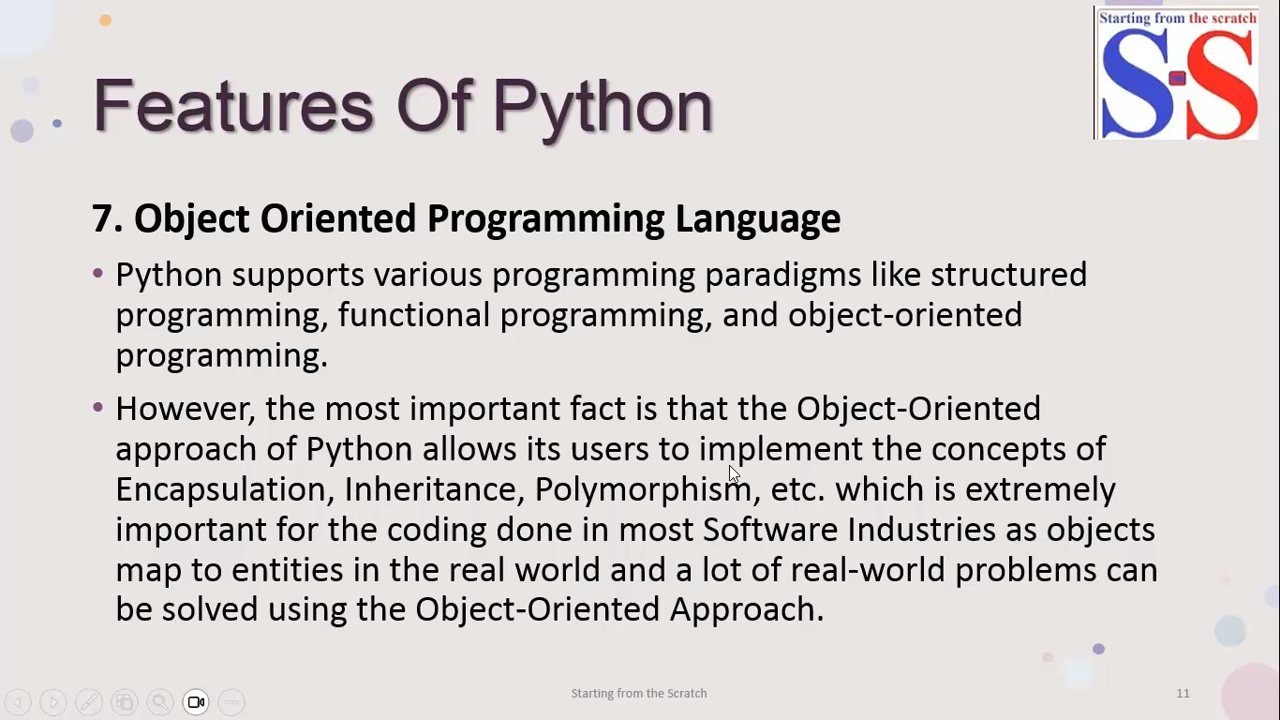 Starting from the scratch
S-S
Features Of Python
7. Object Oriented Programming Language
• Python supports various programming paradigms like structured
programming, functional programming, and object-oriented
programming.
• However, the most important fact is that the Object-Oriented
approach of Python allows its users to implement the concepts of
Encapsulation, Inheritance, Polymorphism, etc. which is extremely
important for the coding done in most Software Industries as objects
map to entities in the real world and a lot of real-world problems can
be solved using the Object-Oriented Approach.
Starting from the Scratch
11